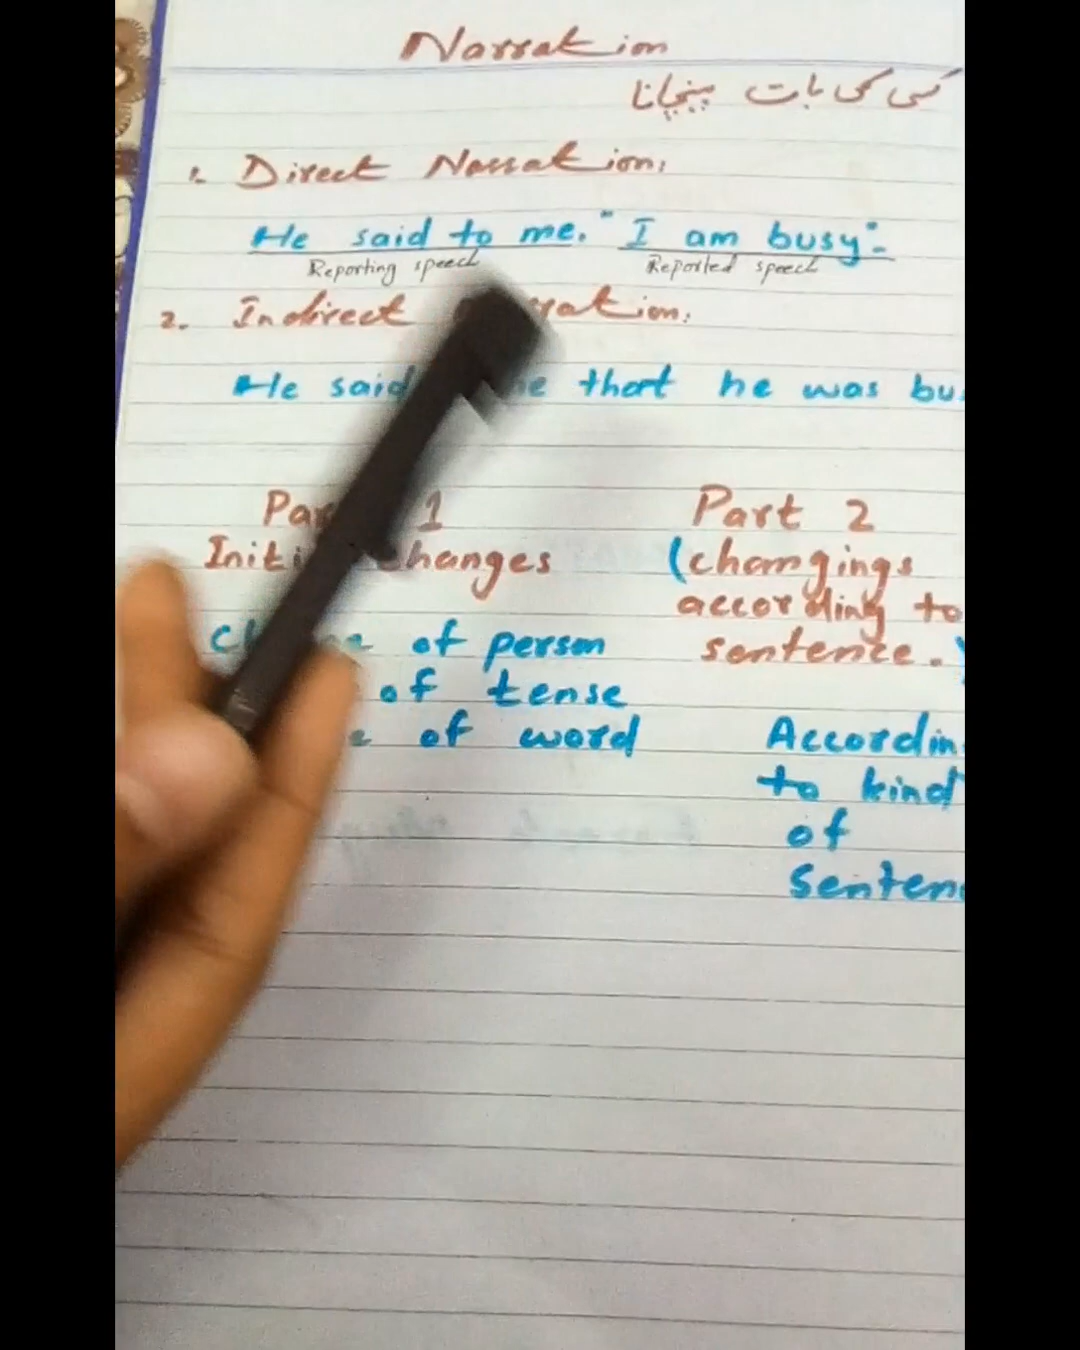 Narration
کسی کی بات پہنچانا
1. Direct Narration:
He said to me. "I am busy".
Reporting speech Reported speech
2. Indirect
He said that he was
1 Part 2
changes (changings
according to
of person sentence.)
of tense
of word
to kind
of